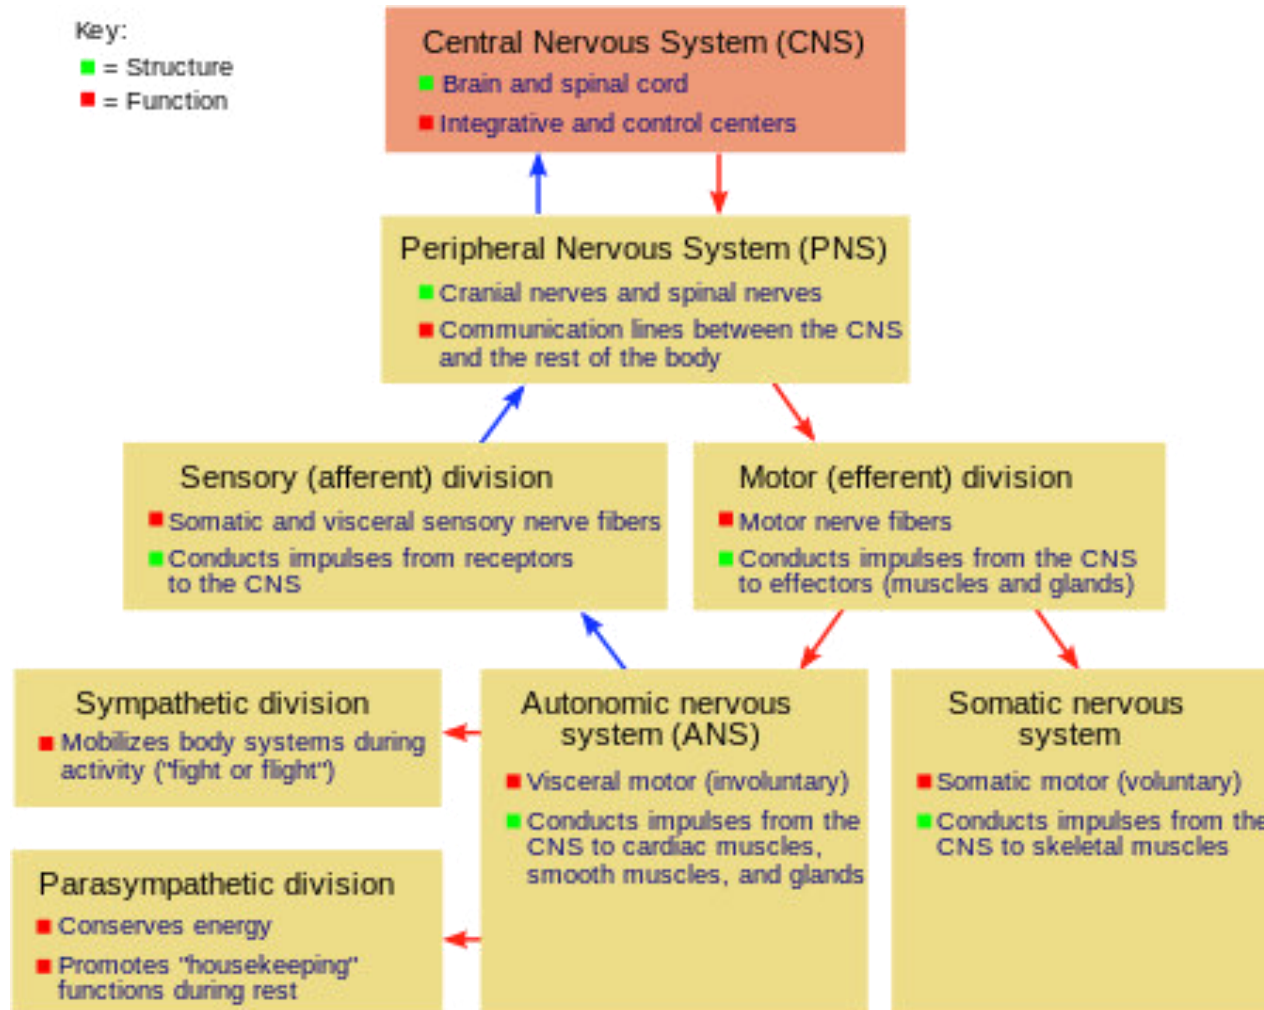 Key:
= Structure
= Function
Central Nervous System (CNS)
Brain and spinal cord
Integrative and control centers
Peripheral Nervous System (PNS)
Cranial nerves and spinal nerves
Communication lines between the CNS
and the rest of the body
Sensory (afferent) division
Somatic and visceral sensory nerve fibers
Conducts impulses from receptors
to the CNS
Motor (efferent) division
Motor nerve fibers
Conducts impulses from the CNS
to effectors (muscles and glands)
Sympathetic division
Mobilizes body systems during
activity ("fight or flight")
Parasympathetic division
Conserves energy
Promotes "housekeeping"
functions during rest
Autonomic nervous
system (ANS)
Visceral motor (involuntary)
Conducts impulses from the
CNS to cardiac muscles,
smooth muscles, and glands
Somatic nervous
system
Somatic motor (voluntary)
Conducts impulses from the
CNS to skeletal muscles